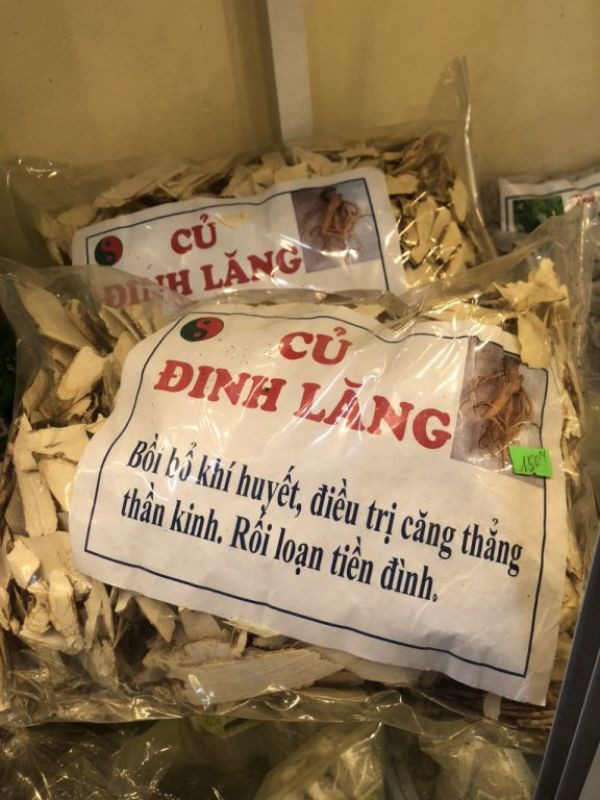 CỦ
ĐINH LĂNG
CỦ
ĐINH LĂNG
150
Bồi bổ khí huyết, điều trị căng thẳng
thần kinh. Rối loạn tiền đình.